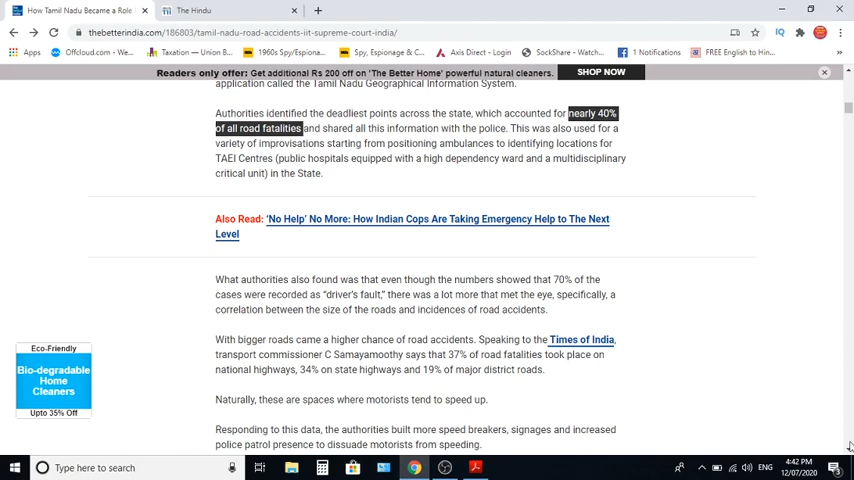 How Tamil Nadu Became a Role
The Hindu
thebetterindia.com/186803/tamil-nadu-road-accidents-iit-supreme-court-india/
Apps
Offcloud.com - We...
Taxation — Union B...
1960s Spy/Espiona...
Spy, Espionage & C...
Axis Direct - Login
SockShare - Watch...
1 Notifications
FREE English to Hin...
Readers only offer: Get additional Rs 200 off on 'The Better Home' powerful natural cleaners.
SHOP NOW
application called the Tamil Nadu Geographical Information System.
Authorities identified the deadliest points across the state, which accounted for nearly 40%
of all road fatalities and shared all this information with the police. This was also used for a
variety of improvisations starting from positioning ambulances to identifying locations for
TAEI Centres (public hospitals equipped with a high dependency ward and a multidisciplinary
critical unit) in the State.
Also Read: 'No Help' No More: How Indian Cops Are Taking Emergency Help to The Next
Level
What authorities also found was that even though the numbers showed that 70% of the
cases were recorded as “driver's fault,” there was a lot more that met the eye, specifically, a
correlation between the size of the roads and incidences of road accidents.
With bigger roads came a higher chance of road accidents. Speaking to the Times of India,
transport commissioner C Samayamoothy says that 37% of road fatalities took place on
national highways, 34% on state highways and 19% of major district roads.
Naturally, these are spaces where motorists tend to speed up.
Responding to this data, the authorities built more speed breakers, signages and increased
police patrol presence to dissuade motorists from speeding.
Eco-Friendly
Bio-degradable
Home
Cleaners
Upto 35% Off
Type here to search
ENG
4:42 PM
12/07/2020
3